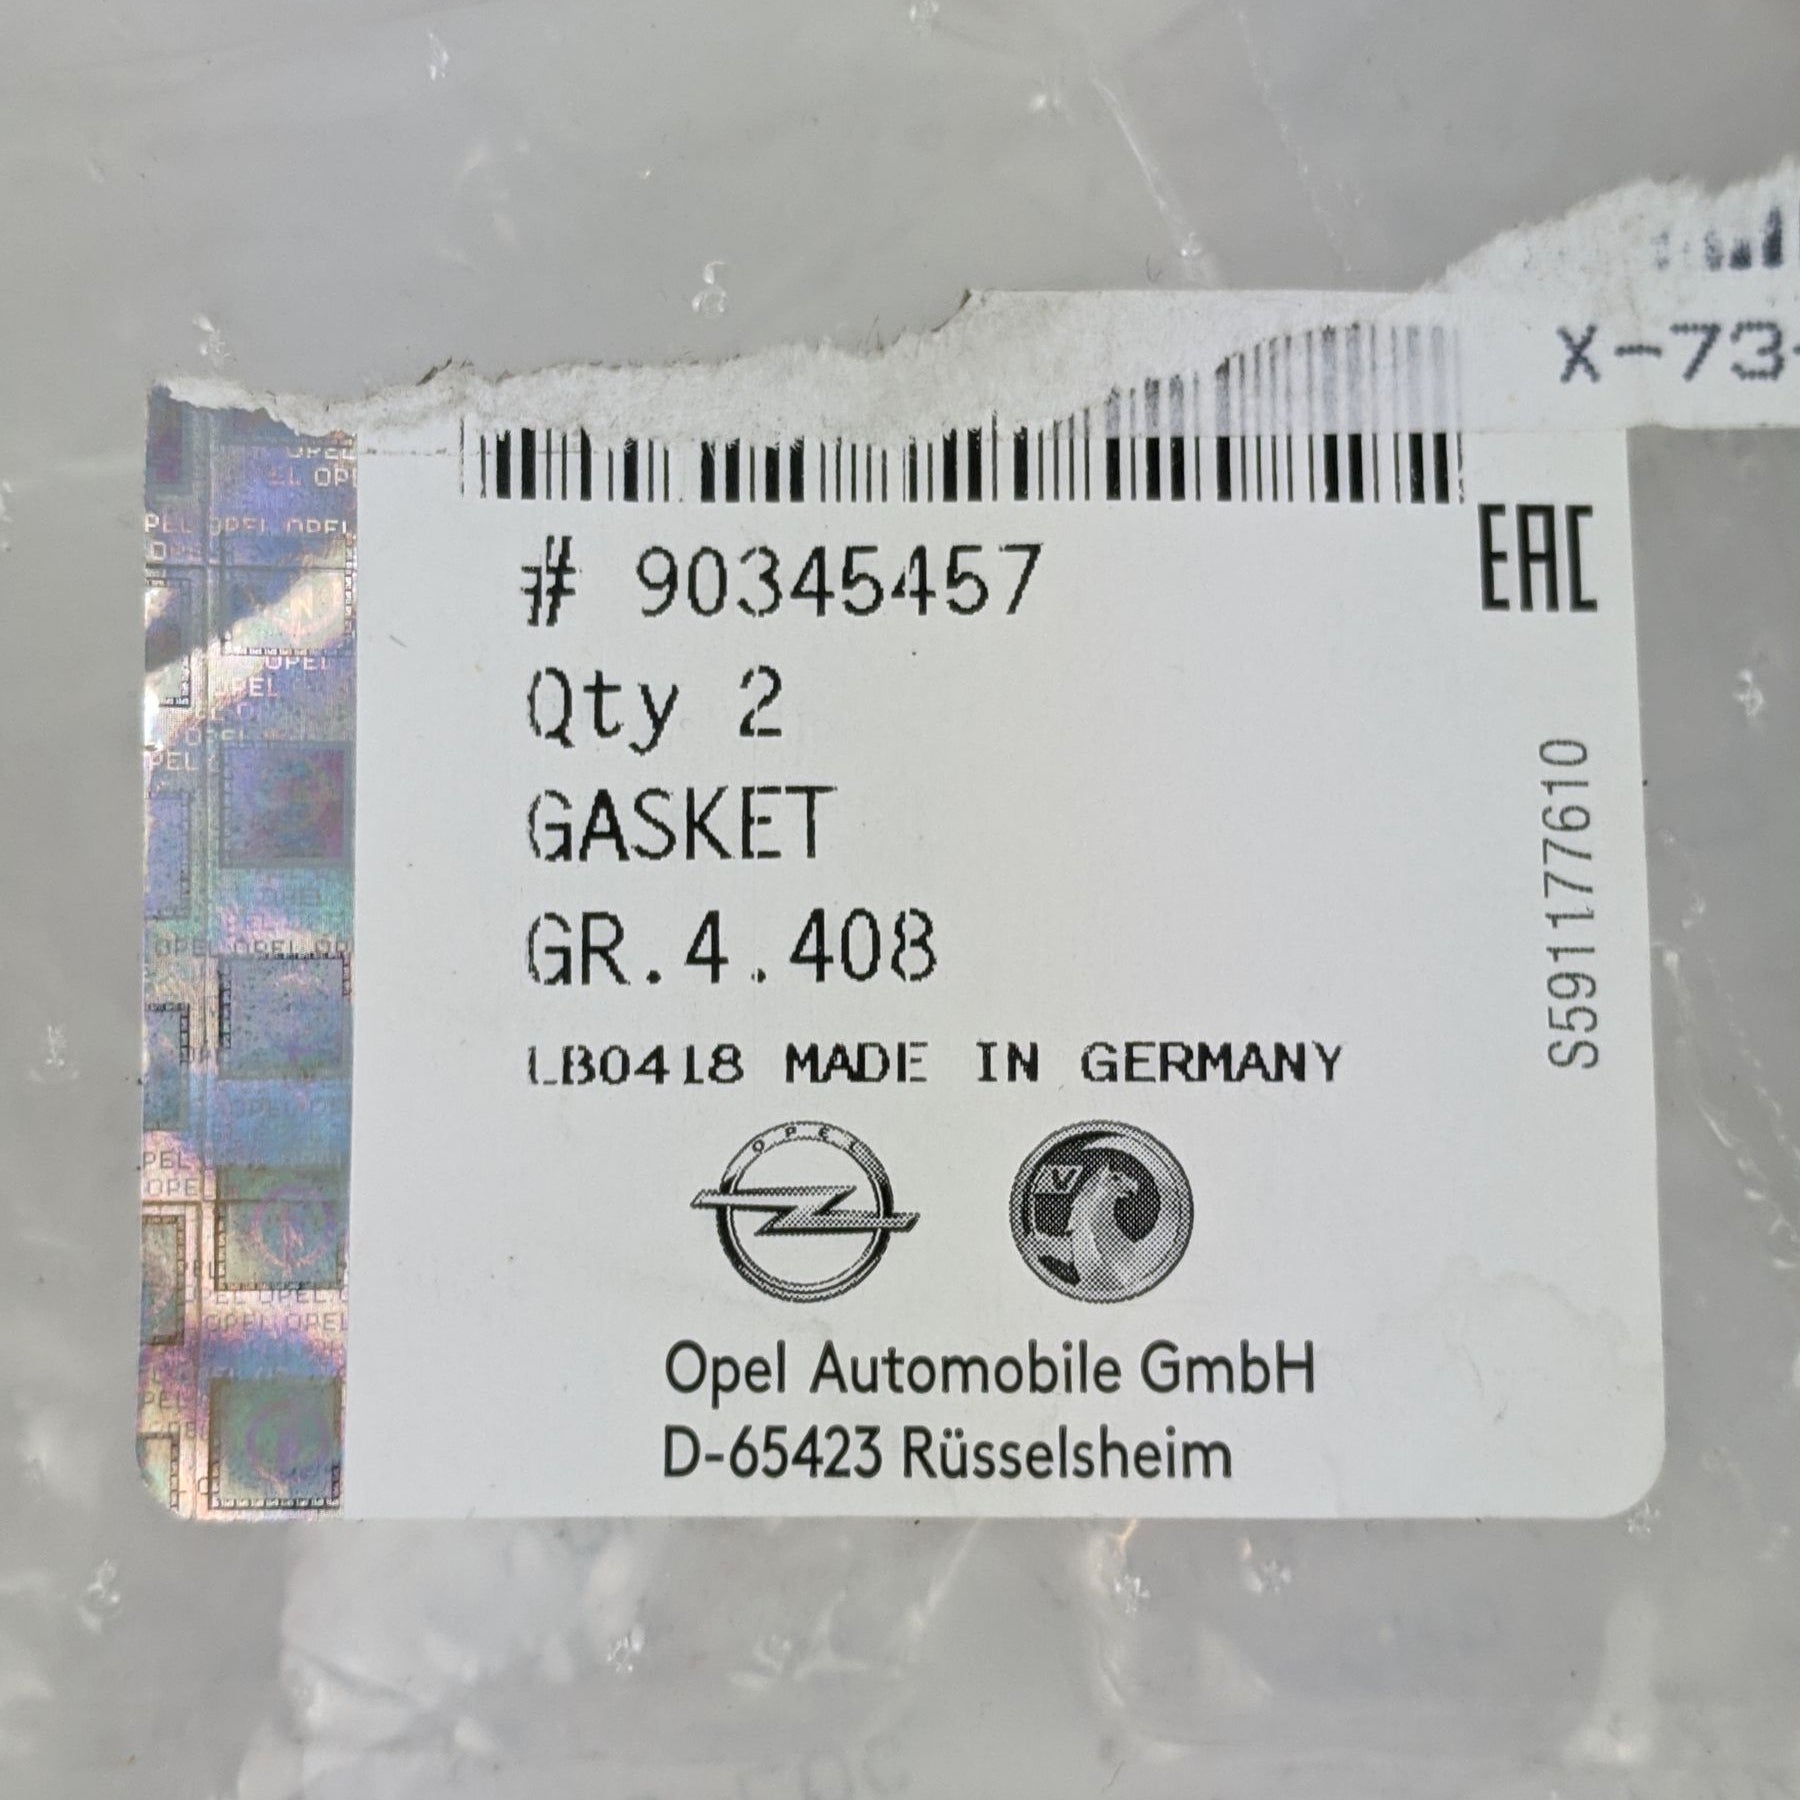 X-73-
# 90345457
EAC
Qty 2
GASKET
GR.4.408
S591177610
LB0418 MADE IN GERMANY
OPEL
V
Opel Automobile GmbH
D-65423 Rüsselsheim